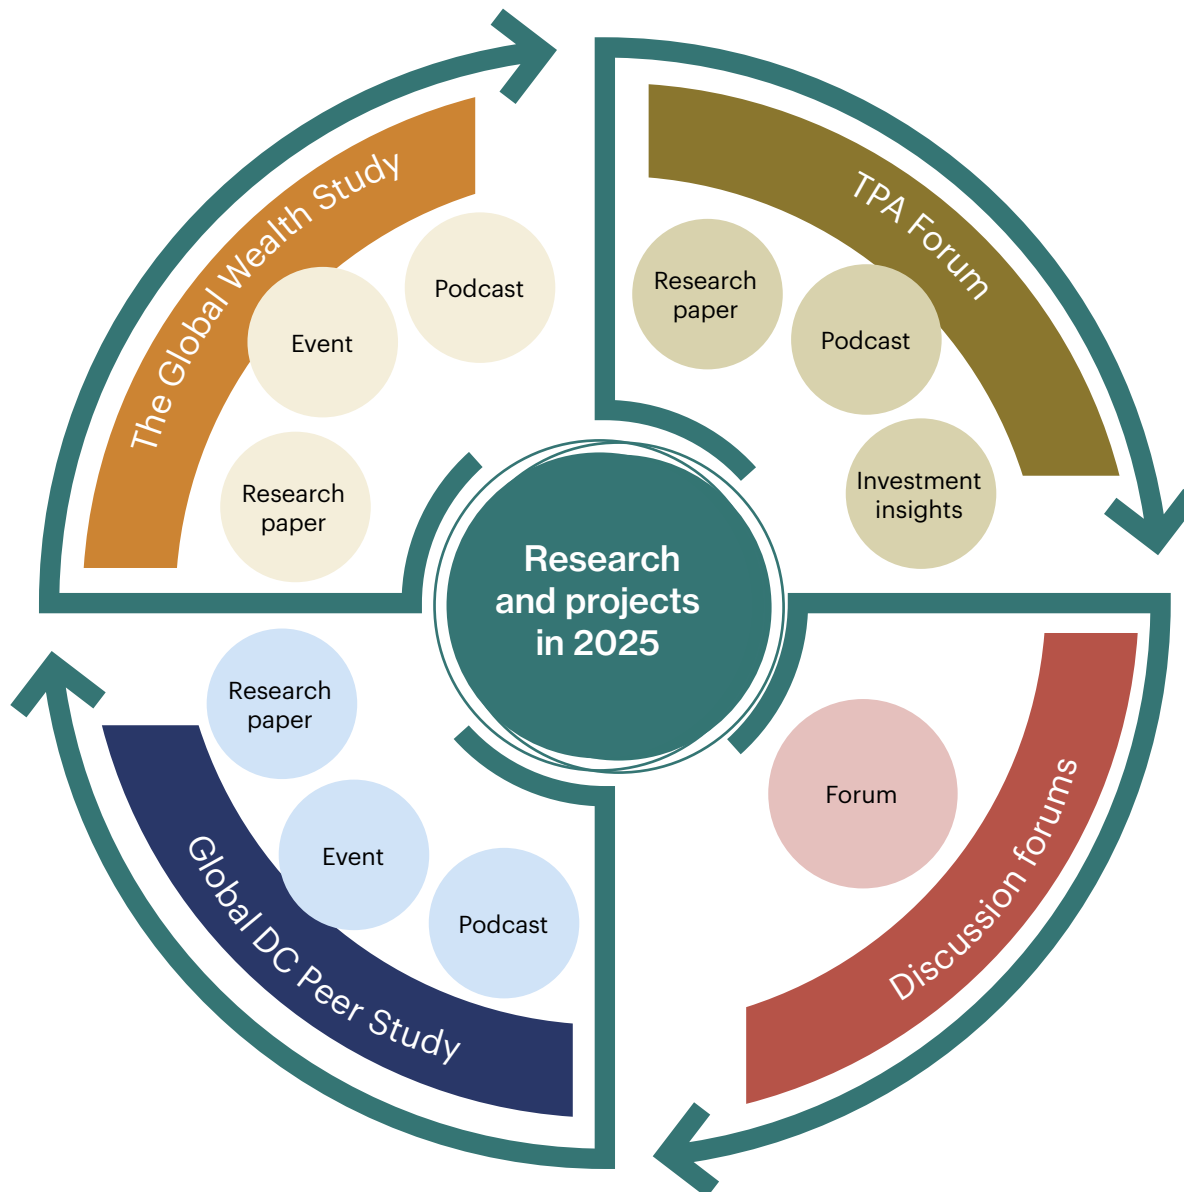 Research
and projects
in 2025
The Global Wealth Study
Podcast
Event
Research
paper
TPA Forum
Research
paper
Podcast
Investment
insights
Discussion forums
Forum
Global DC Peer Study
Research
paper
Event
Podcast